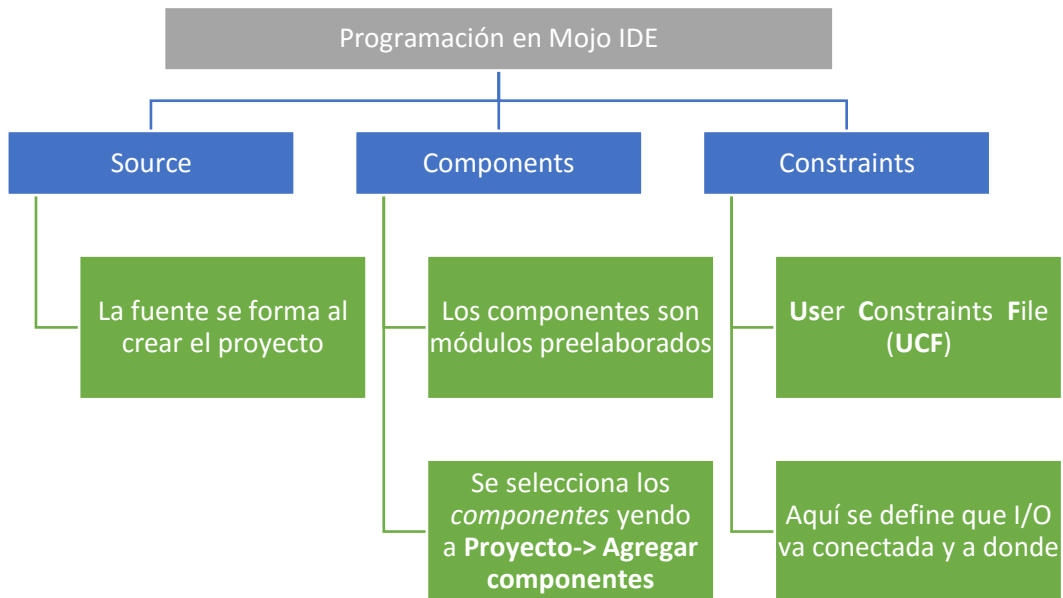 Programación en Mojo IDE
Source
Components
Constraints
La fuente se forma al
crear el proyecto
Los componentes son
módulos preelaborados
User Constraints File
(UCF)
Se selecciona los
componentes yendo
a Proyecto-> Agregar
componentes
Aquí se define que I/O
va conectada y a donde